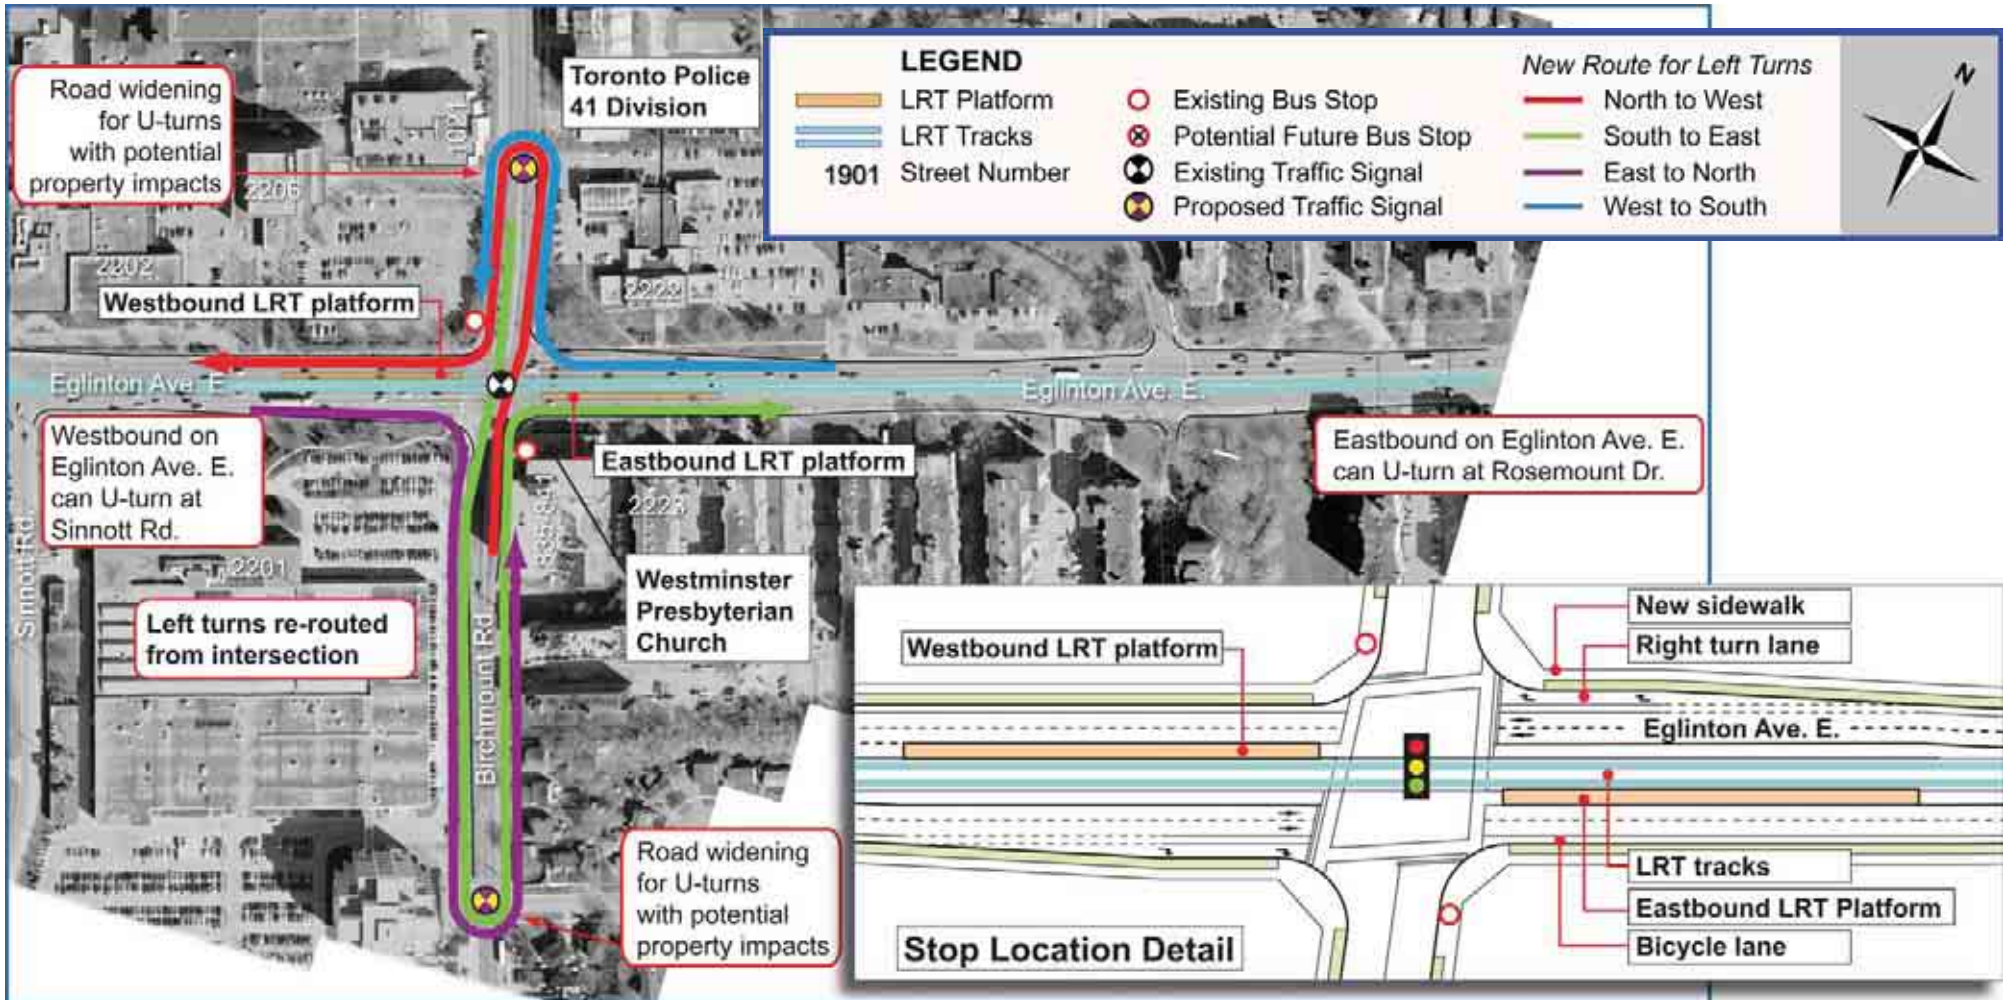 Road widening
for U-turns
with potential
property impacts
Toronto Police
41 Division
LEGEND
LRT Platform
LRT Tracks
1901 Street Number
Existing Bus Stop
Potential Future Bus Stop
Existing Traffic Signal
Proposed Traffic Signal
New Route for Left Turns
North to West
South to East
East to North
West to South
N
1021
2206
2202
2222
Westbound LRT platform
Eglinton Ave. E
Eglinton Ave. E.
Westbound on
Eglinton Ave. E.
can U-turn at
Sinnott Rd.
Eastbound LRT platform
Eastbound on Eglinton Ave. E.
can U-turn at Rosemount Dr.
2223
2201
Sinnott Rd.
Left turns re-routed
from intersection
Westminster
Presbyterian
Church
Birchmount Rd
Road widening
for U-turns
with potential
property impacts
Westbound LRT platform
New sidewalk
Right turn lane
Eglinton Ave. E.
LRT tracks
Eastbound LRT Platform
Bicycle lane
Stop Location Detail